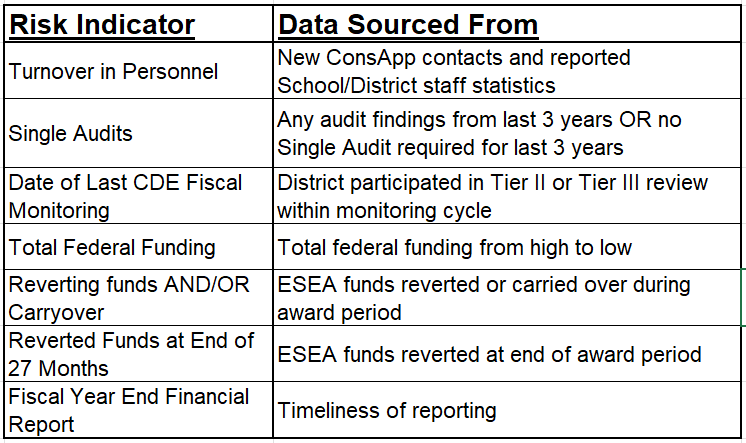 Risk Indicator
Data Sourced From
Turnover in Personnel
New ConsApp contacts and reported
School/District staff statistics
Single Audits
Any audit findings from last 3 years OR no
Single Audit required for last 3 years
Date of Last CDE Fiscal
Monitoring
District participated in Tier II or Tier III review
within monitoring cycle
Total Federal Funding
Total federal funding from high to low
Reverting funds AND/OR
Carryover
ESEA funds reverted or carried over during
award period
Reverted Funds at End of
27 Months
ESEA funds reverted at end of award period
Fiscal Year End Financial
Report
Timeliness of reporting